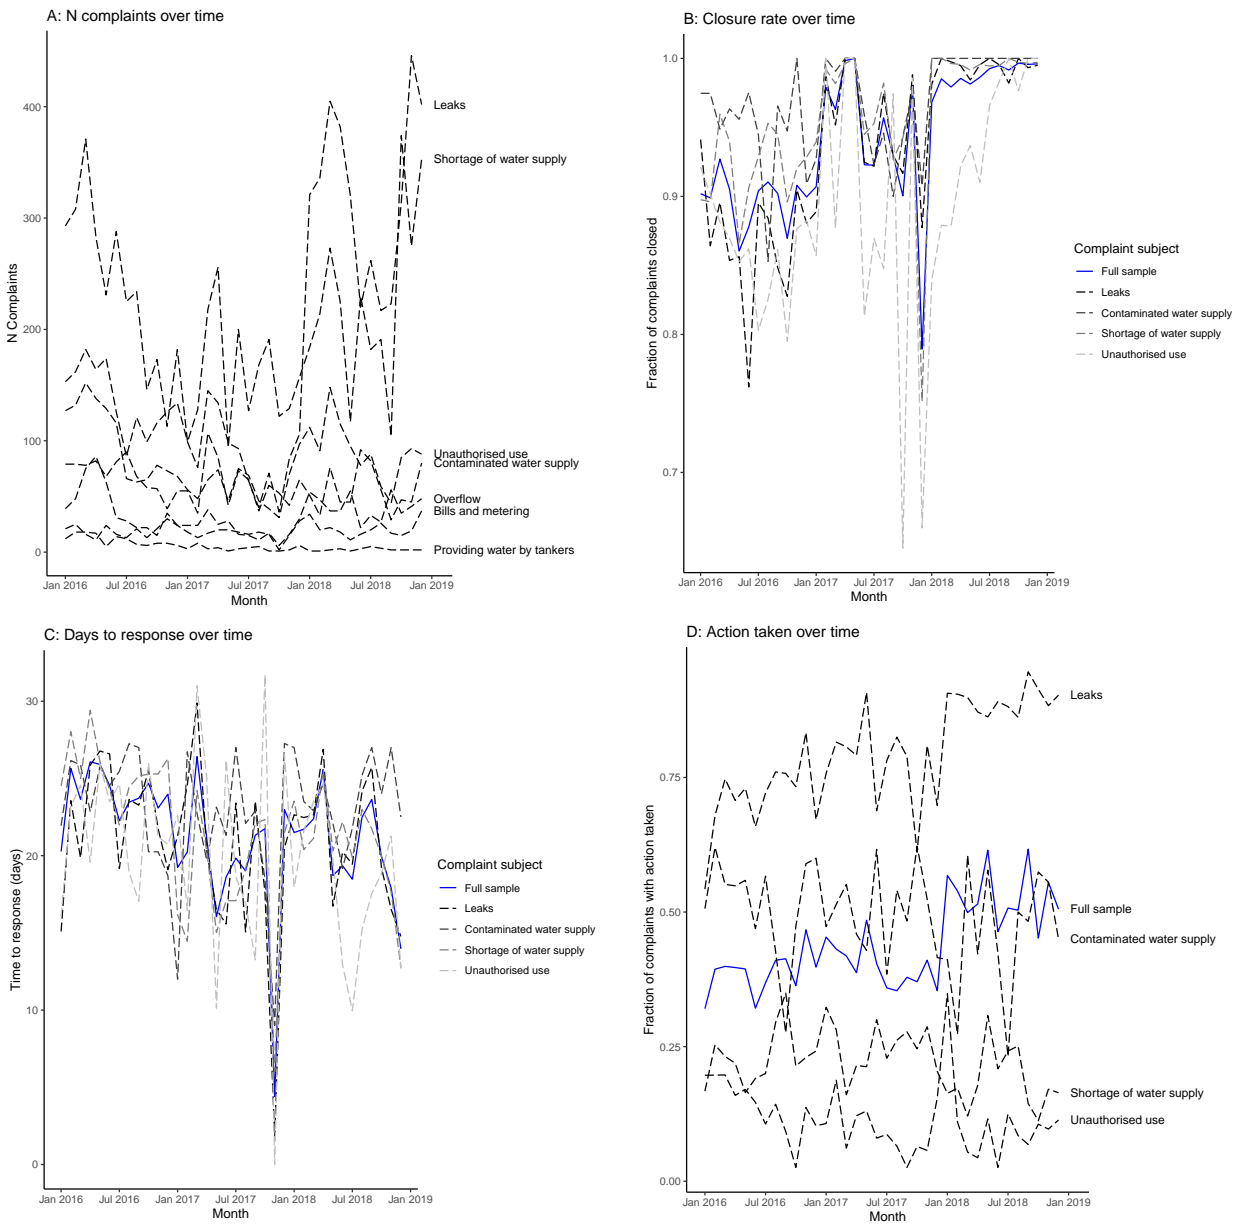 A: N complaints over time
N Complaints
400
300
200
100
0
Leaks
Shortage of water supply
Unauthorised use
Contaminated water supply
Overflow
Bills and metering
Providing water by tankers
Jan 2016 Jul 2016 Jan 2017 Jul 2017 Jan 2018 Jul 2018 Jan 2019
Month
B: Closure rate over time
Fraction of complaints closed
1.0
0.9
0.8
0.7
Jan 2016 Jul 2016 Jan 2017 Jul 2017 Jan 2018 Jul 2018 Jan 2019
Month
Complaint subject
Full sample
Leaks
Contaminated water supply
Shortage of water supply
Unauthorised use
C: Days to response over time
Time to response (days)
30
20
10
0
Jan 2016 Jul 2016 Jan 2017 Jul 2017 Jan 2018 Jul 2018 Jan 2019
Month
Complaint subject
Full sample
Leaks
Contaminated water supply
Shortage of water supply
Unauthorised use
D: Action taken over time
Fraction of complaints with action taken
0.75
0.50
0.25
0.00
Leaks
Full sample
Contaminated water supply
Shortage of water supply
Unauthorised use
Jan 2016 Jul 2016 Jan 2017 Jul 2017 Jan 2018 Jul 2018 Jan 2019
Month